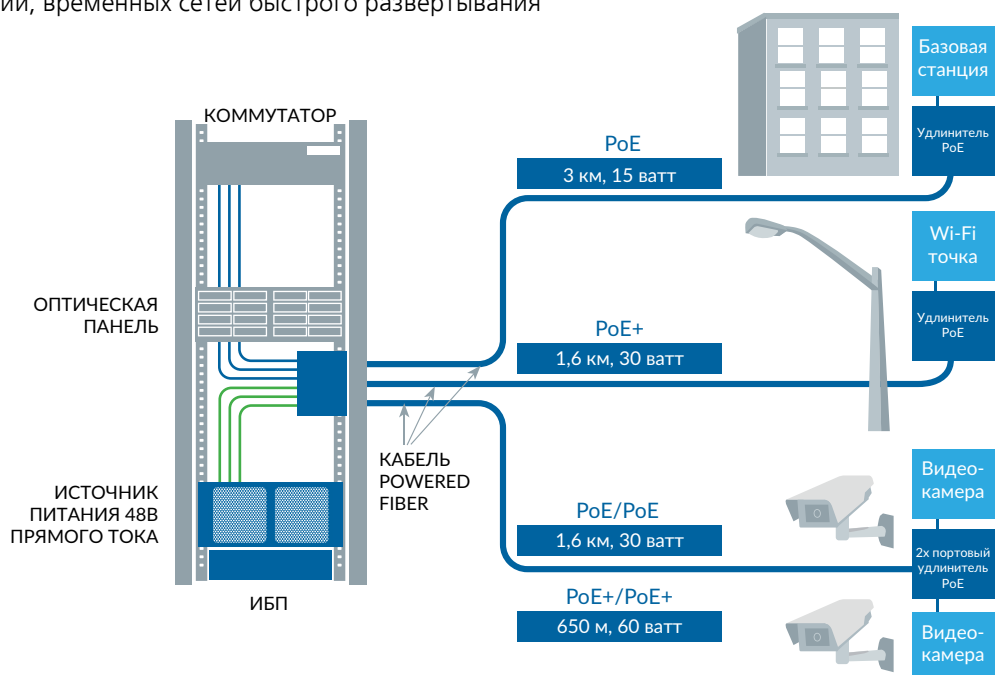 ий, временных сетей быстрого развертывания
Базовая
станция
КОММУТАТОР
Удлинитель
PoE
PoE
3 км, 15 ватт
Wi-Fi
точка
ОПТИЧЕСКАЯ
ПАНЕЛЬ
Удлинитель
PoE
PoE+
1,6 км, 30 ватт
КАБЕЛЬ
POWERED
FIBER
Видео-
камера
ИСТОЧНИК
ПИТАНИЯ 48В
ПРЯМОГО ТОКА
PoE/PoE
1,6 км, 30 ватт
2х портовый
удлинитель
PoE
ИБП
PoE+/PoE+
650 м, 60 ватт
Видео-
камера